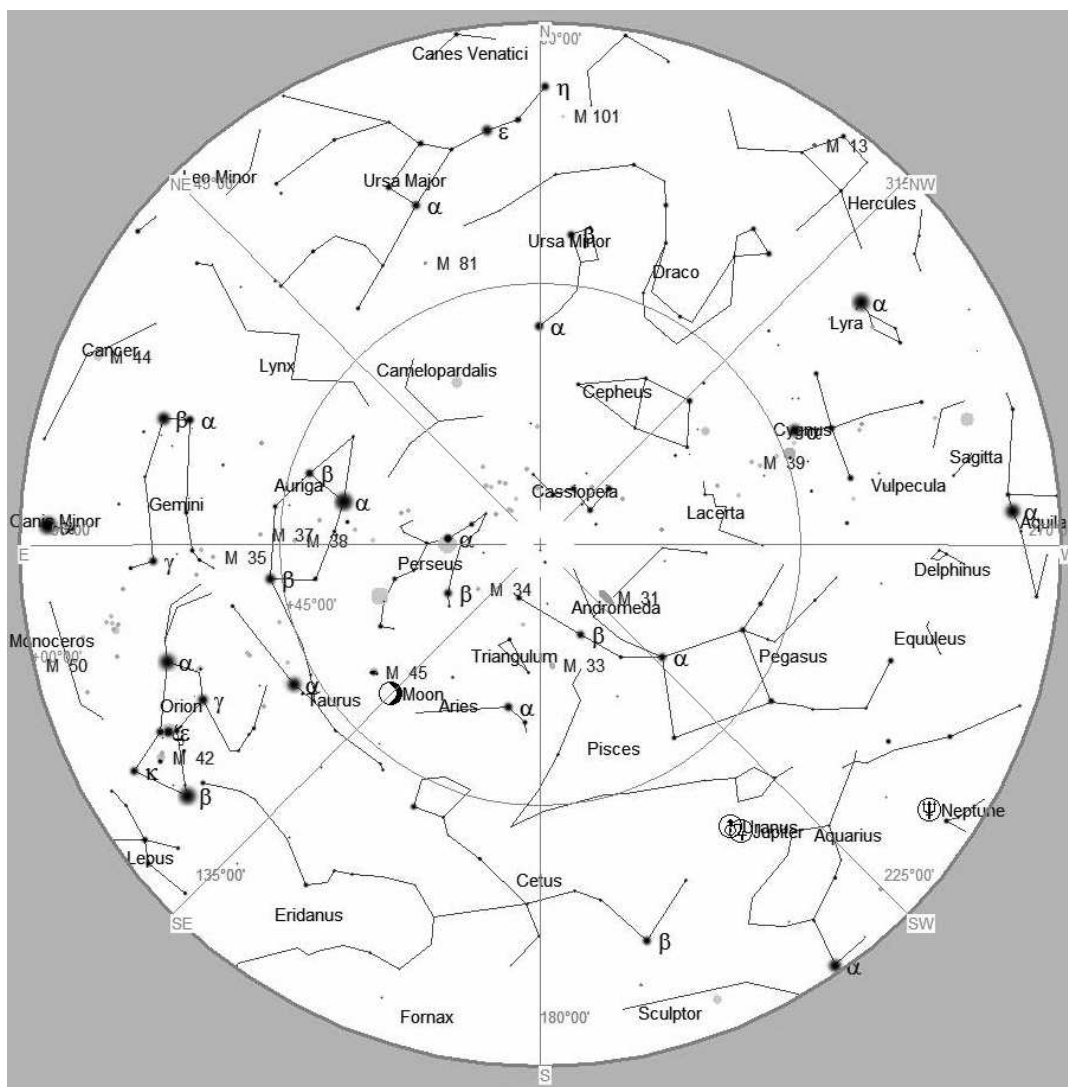 N
Canes Venatici
η
M 101
ε
M 13
Leo Minor
NE
Ursa Major
NW
α
Hercules
Ursa Minor
β
M 81
Draco
α
Lyra
α
Cancer
M 44
Lynx
Camelopardalis
Cepheus
β
α
Cygnus
α
Sagitta
M 39
β
Auriga
Vulpecula
α
Gemini
Cassiopeia
Lacerta
Canis Minor
α
Aquila
M 37
M 38
α
E
M 35
Perseus
W
γ
β
β
M 34
M 31
Delphinus
+45°00'
Andromeda
Monoceros
+00°00'
M 50
α
β
Equuleus
Triangulum
M 33
α
Pegasus
M 45
α
Moon
Taurus
γ
Orion
Aries
α
ε
Pisces
M 42
κ
β
Uranus
Jupiter
Neptune
Aquarius
Lepus
135°00'
Cetus
225°00'
Eridanus
SE
SW
β
α
Fornax
180°00'
Sculptor
S